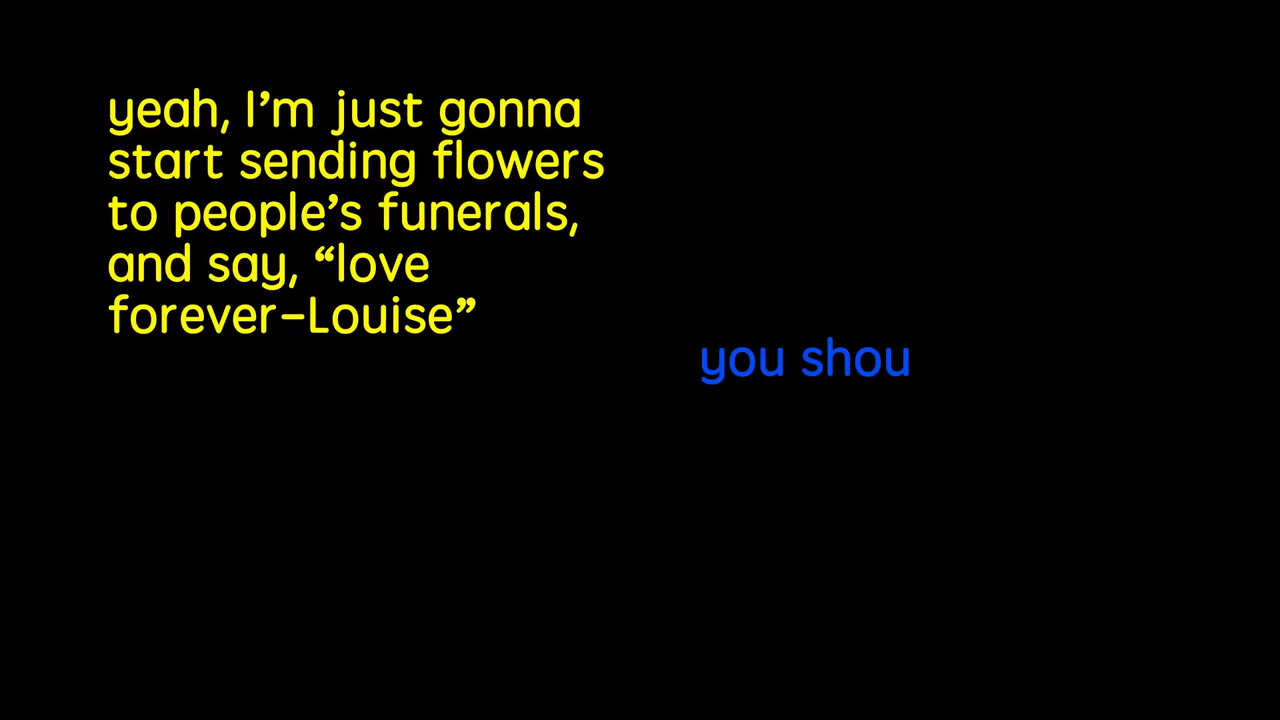 yeah, I’m just gonna
start sending flowers
to people’s funerals,
and say, “love
forever–Louise”
you shou